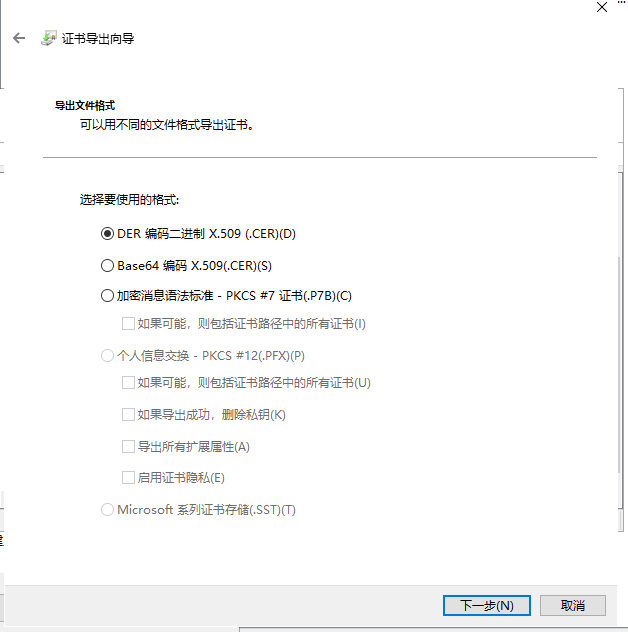 证书导出向导
导出文件格式
可以用不同的文件格式导出证书。
选择要使用的格式:
DER 编码二进制 X.509 (.CER)(D)
Base64 编码 X.509(.CER)(S)
加密消息语法标准 - PKCS #7 证书(.P7B)(C)
如果可能，则包括证书路径中的所有证书(I)
个人信息交换 - PKCS #12(.PFX)(P)
如果可能，则包括证书路径中的所有证书(U)
如果导出成功，删除私钥(K)
导出所有扩展属性(A)
启用证书隐私(E)
Microsoft 系列证书存储(.SST)(T)
下一步(N)
取消